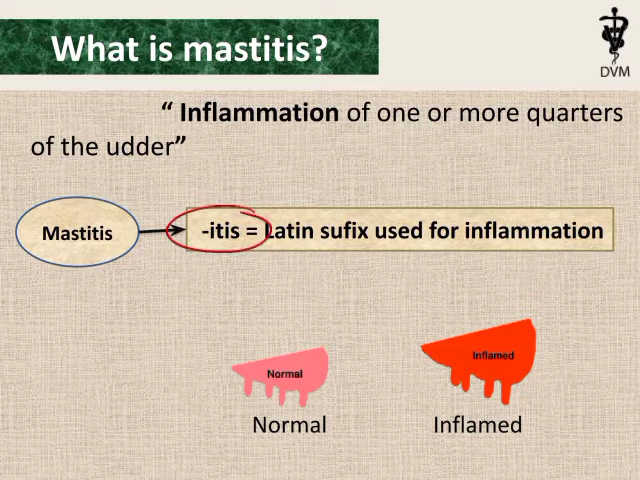 What is mastitis?
DVM
“ Inflammation of one or more quarters
of the udder”
Mastitis
-itis = Latin sufix used for inflammation
Normal
Inflamed
Normal
Inflamed